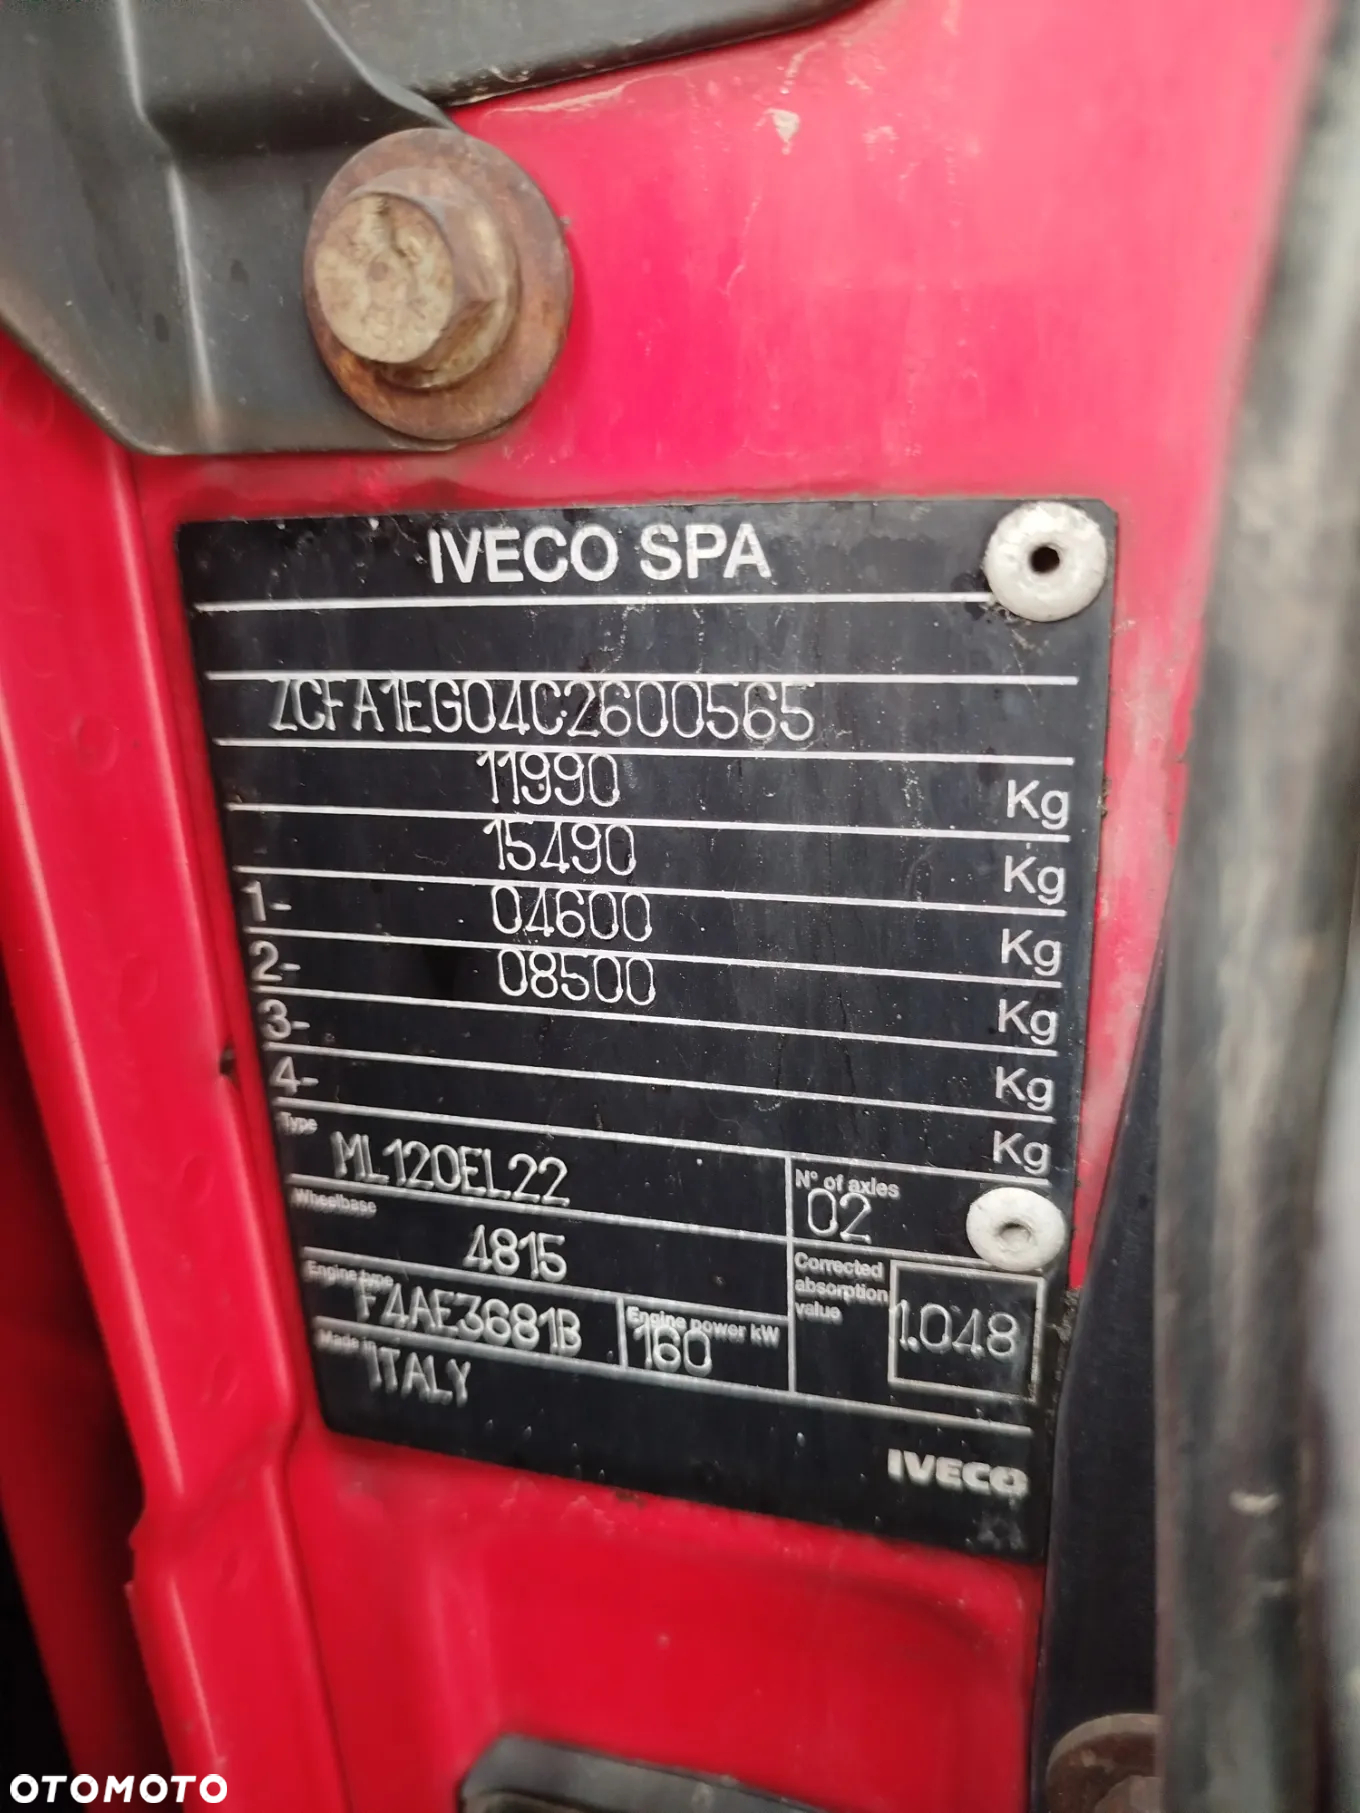 IVECO SPA
ZCFA1EG04C2600565
11990 Kg
15490 Kg
1- 04600 Kg
2- 08500 Kg
3- Kg
4- Kg
Type ML120EL22
N° of axles 02
Wheelbase 4815
Corrected absorption value 1.048
Engine type F4AE3681B
Engine power kW 160
Made in ITALY
IVECO
OTOMOTO